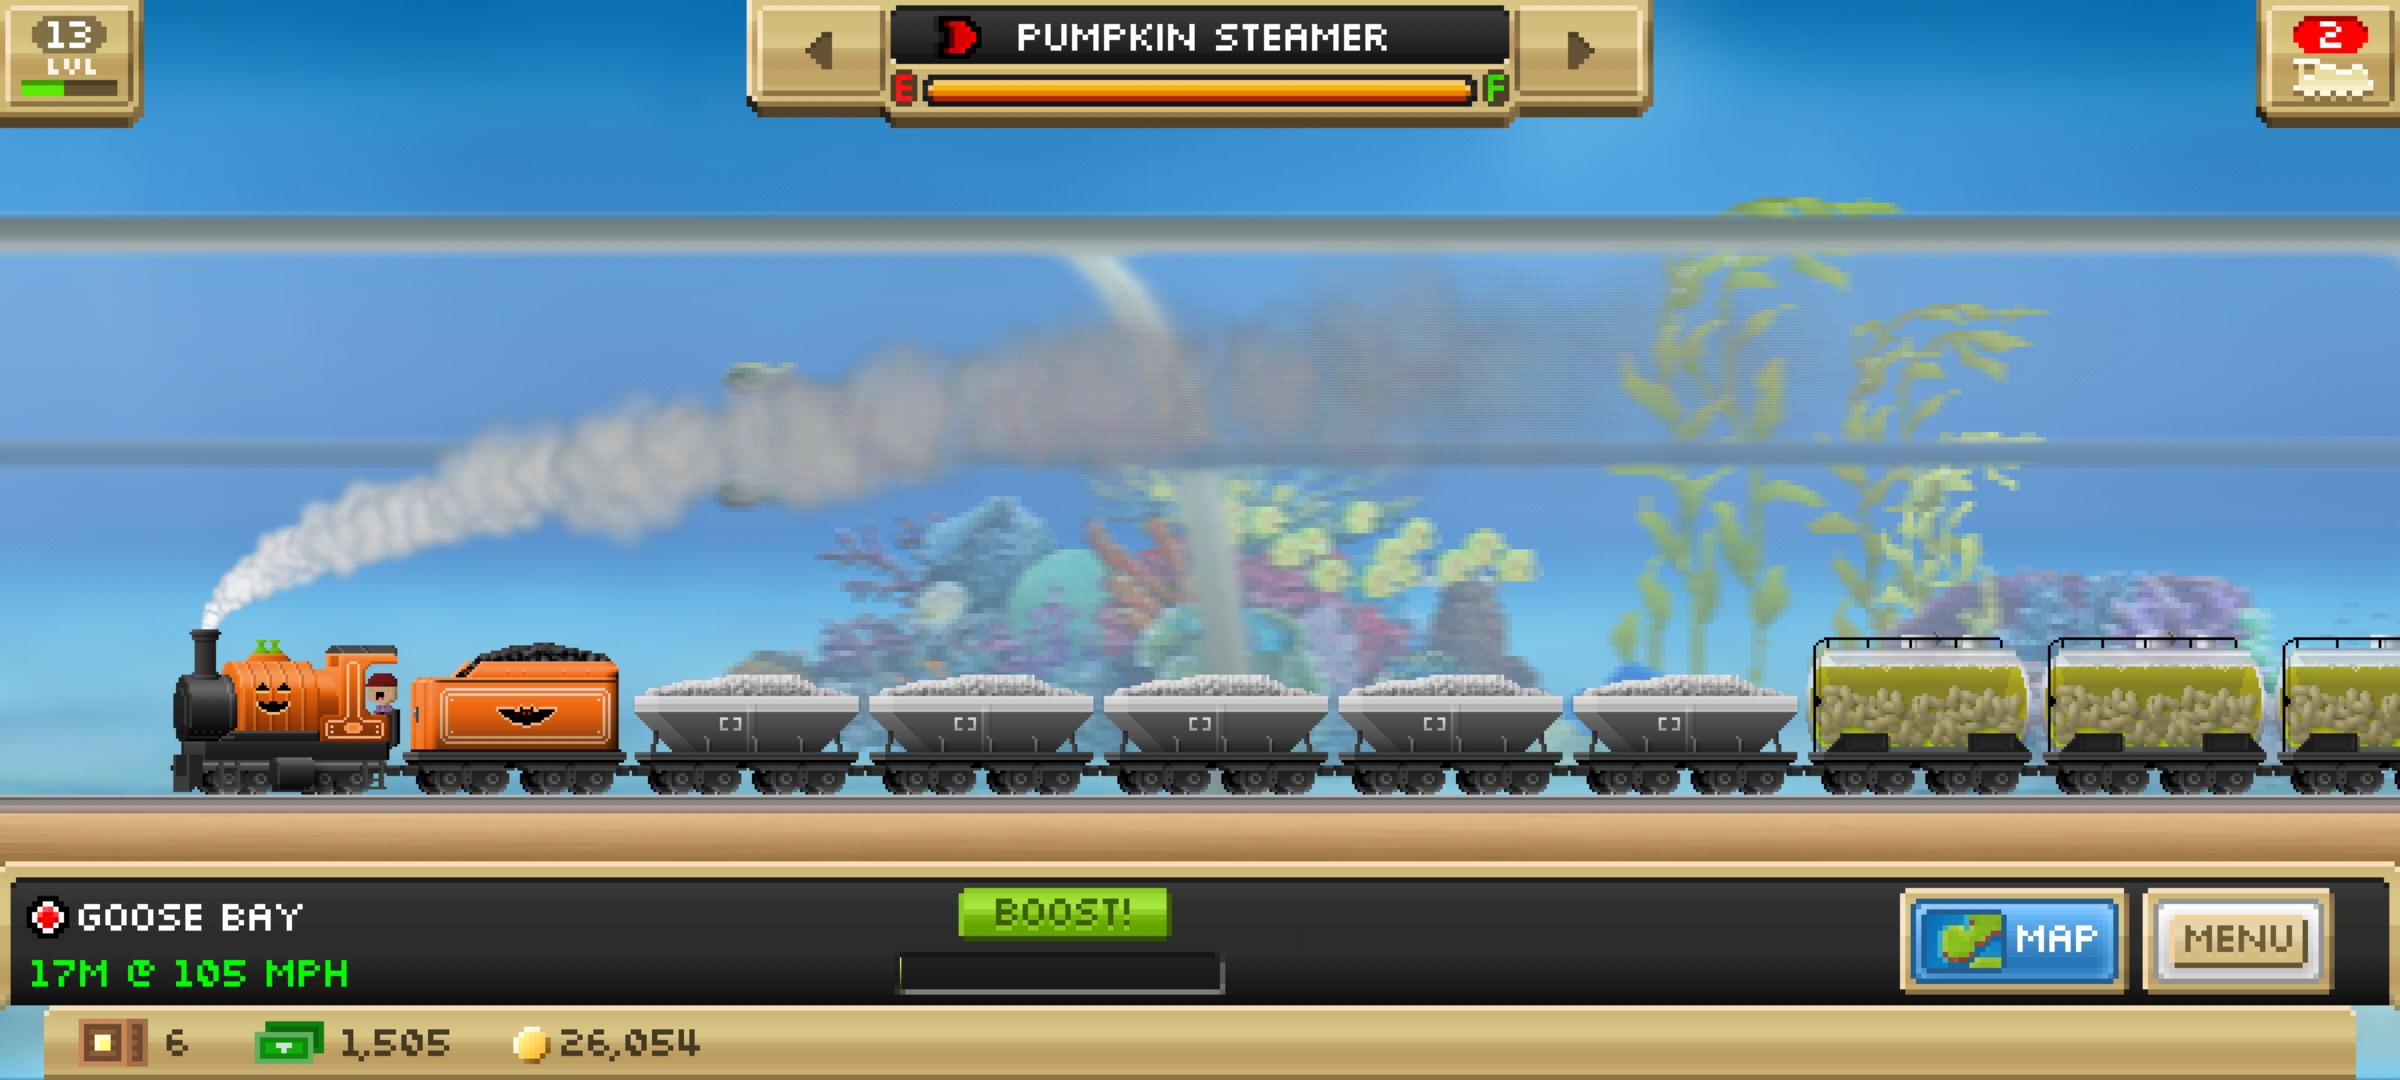 13
LVL
PUMPKIN STEAMER
E F
2
GOOSE BAY
17M @ 105 MPH
BOOST!
MAP
MENU
6
1,505
26,054